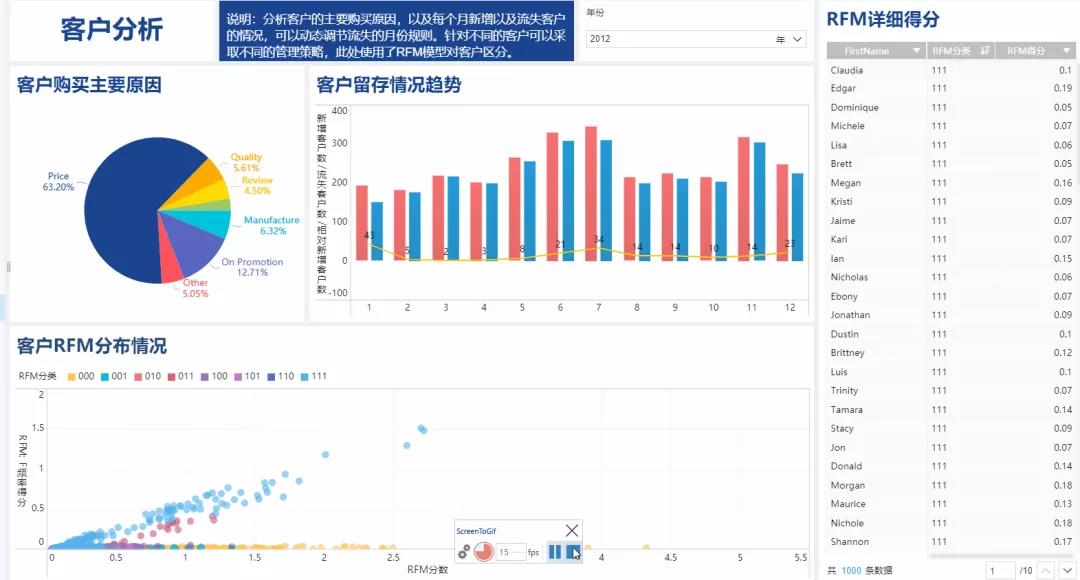 客户分析
说明：分析客户的主要购买原因，以及每个月新增以及流失客户
的情况，可以动态调节流失的月份规则。针对不同的客户可以采
取不同的管理策略，此处使用了RFM模型对客户区分。
年份
2012
年
客户购买主要原因
Price
63.20%
Quality
5.61%
Review
4.50%
Manufacture
6.32%
On Promotion
12.71%
Other
5.05%
客户留存情况趋势
新增客户数/流失客户数/相对新增客户数
400
300
200
100
0
-100
43
5
2
3
8
21
34
14
14
10
14
23
1 2 3 4 5 6 7 8 9 10 11 12
客户RFM分布情况
RFM分类 000 001 010 011 100 101 110 111
RFM: F频率得分
2
1.5
1
0.5
0
0 0.5 1 1.5 2 2.5 4 4.5 5 5.5
RFM分数
ScreenToGif
15 fps
RFM详细得分
FirstName RFM分类 RFM得分
Claudia 111 0.1
Edgar 111 0.19
Dominique 111 0.05
Michele 111 0.07
Lisa 111 0.06
Brett 111 0.05
Megan 111 0.16
Kristi 111 0.09
Jaime 111 0.07
Kari 111 0.07
Ian 111 0.15
Nicholas 111 0.06
Ebony 111 0.07
Jonathan 111 0.09
Dustin 111 0.1
Brittney 111 0.12
Luis 111 0.1
Trinity 111 0.07
Tamara 111 0.14
Stacy 111 0.09
Jon 111 0.07
Donald 111 0.14
Morgan 111 0.18
Maurice 111 0.13
Nichole 111 0.18
Shannon 111 0.17
共 1000 条数据
1 /10